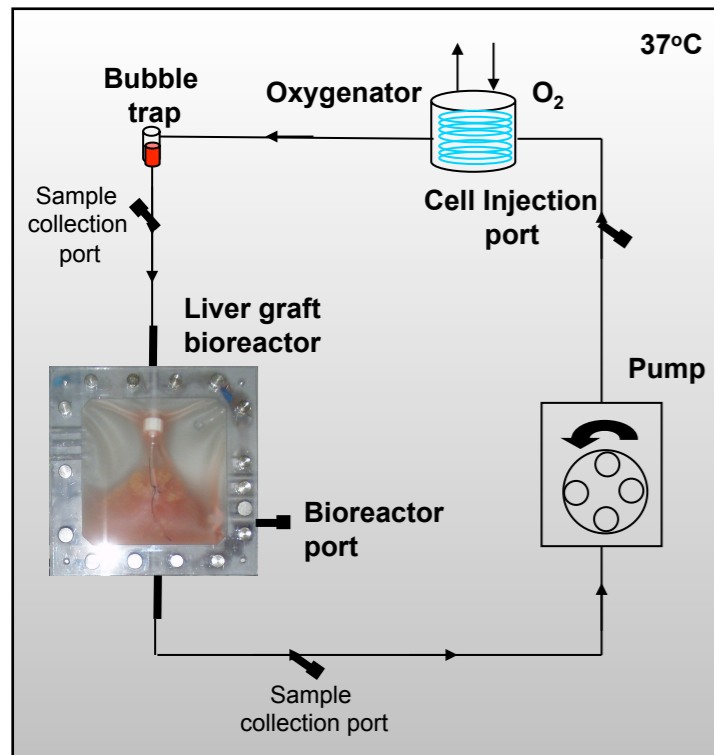 37°C
Bubble
trap
Oxygenator
O₂
Sample
collection
port
Cell Injection
port
Liver graft
bioreactor
Pump
Bioreactor
port
Sample
collection port